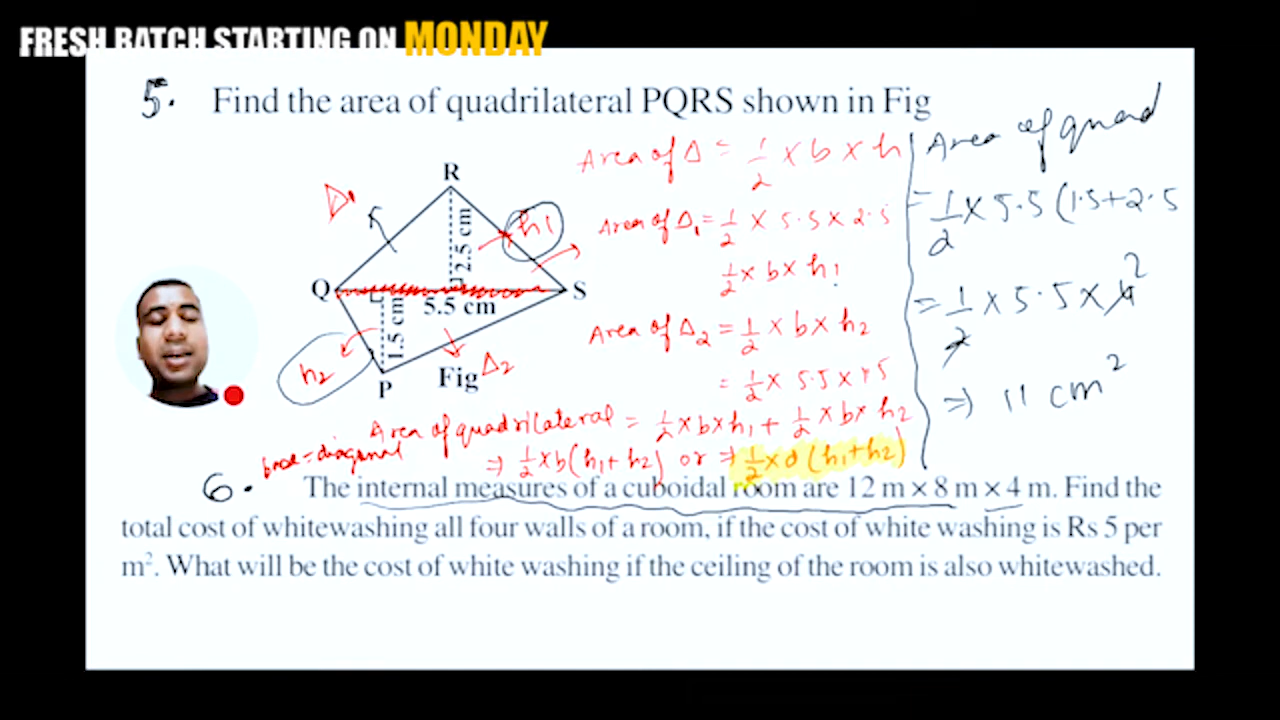 FRESH BATCH STARTING ON MONDAY
5. Find the area of quadrilateral PQRS shown in Fig
R
Q
S
P
2.5 cm
5.5 cm
1.5 cm
Fig
Δ1
h1
h2
Δ2
Area of Δ = 1/2 × b × h
Area of Δ1 = 1/2 × 5.5 × 2.5
1/2 × b × h1
Area of Δ2 = 1/2 × b × h2
= 1/2 × 5.5 × 1.5
Area of quadrilateral = 1/2 × b × h1 + 1/2 × b × h2
base = diagonal
⇒ 1/2 × b (h1 + h2) or ⇒ 1/2 × d (h1 + h2)
Area of quad
= 1/2 × 5.5 (1.5 + 2.5
= 1/2 × 5.5 × 4 2
⇒ 11 cm²
6. The internal measures of a cuboidal room are 12 m × 8 m × 4 m. Find the
total cost of whitewashing all four walls of a room, if the cost of white washing is Rs 5 per
m². What will be the cost of white washing if the ceiling of the room is also whitewashed.